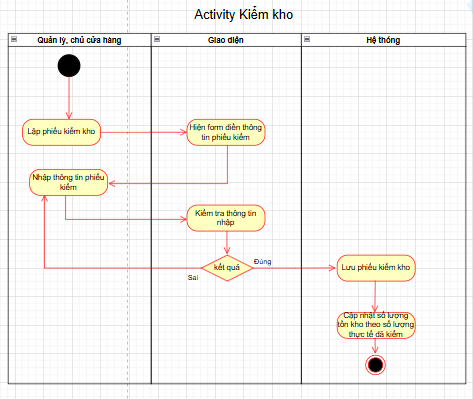 Activity Kiểm kho
Quản lý, chủ cửa hàng
Giao diện
Hệ thống
Lập phiếu kiểm kho
Hiện form điền thông
tin phiếu kiểm
Nhập thông tin phiếu
kiểm
Kiểm tra thông tin
nhập
kết quả
Đúng
Sai
Lưu phiếu kiểm kho
Cập nhật số lượng
tồn kho theo số lượng
thực tế đã kiểm